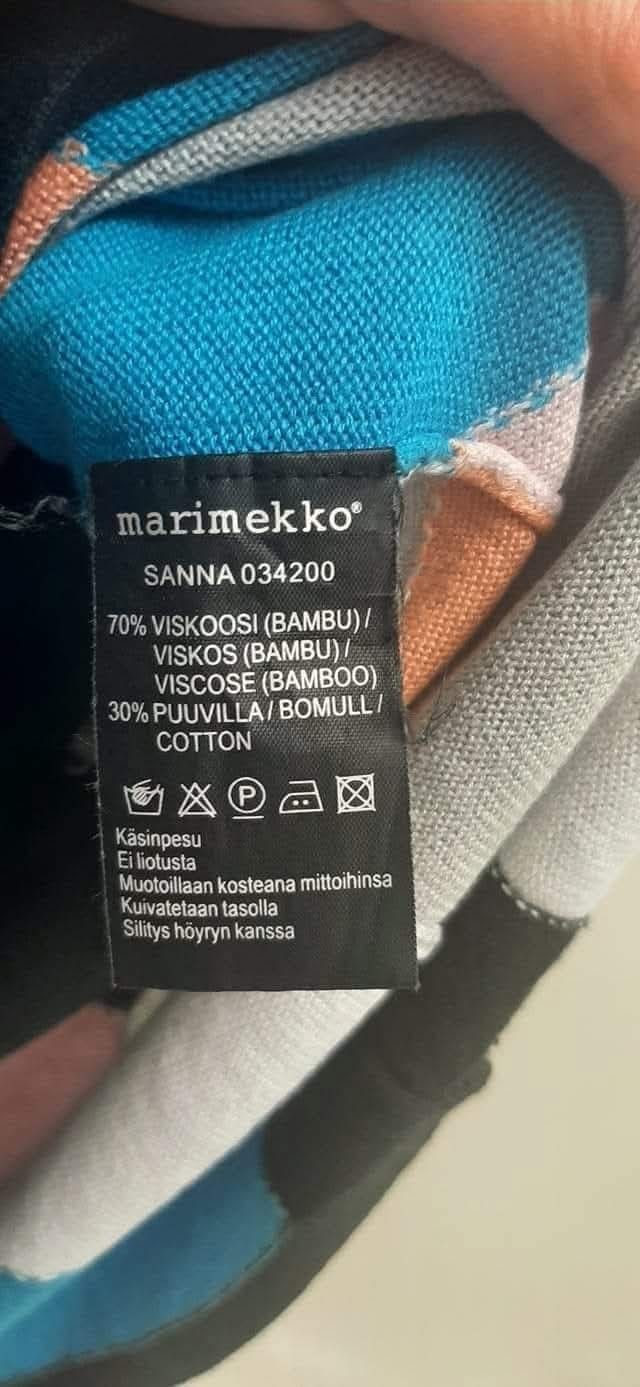 marimekko®
SANNA 034200
70% VISKOOSI (BAMBU) /
VISKOS (BAMBU) /
VISCOSE (BAMBOO)
30% PUUVILLA / BOMULL /
COTTON
P
Käsinpesu
Ei liotusta
Muotoillaan kosteana mittoihinsa
Kuivatetaan tasolla
Silitys höyryn kanssa